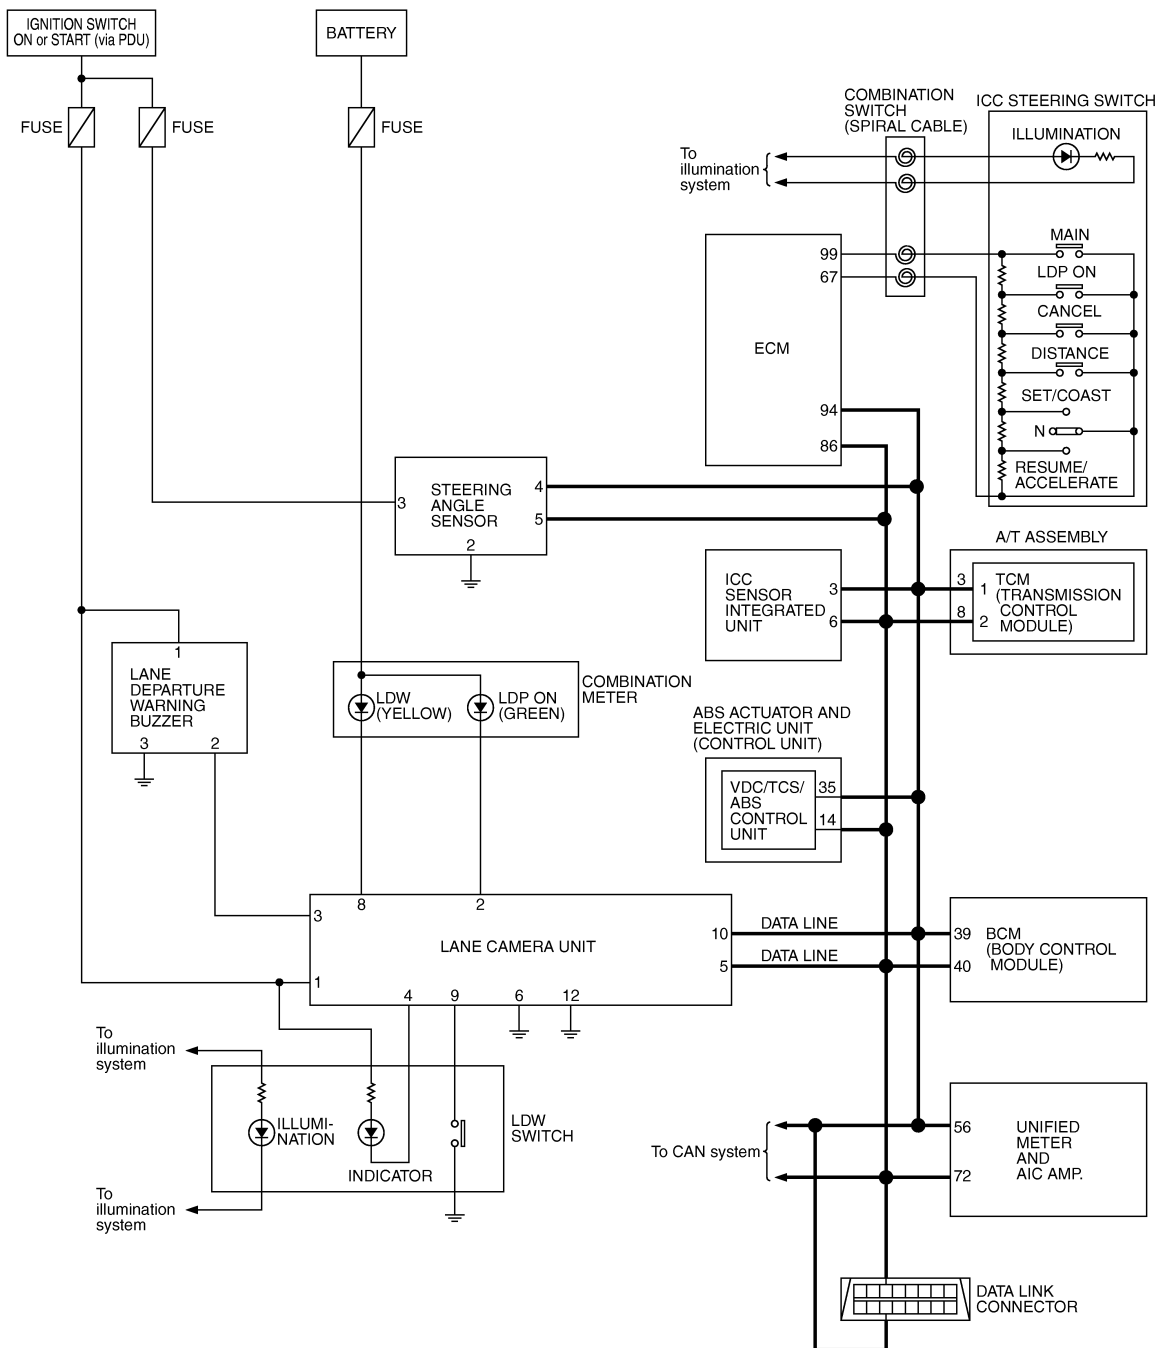 IGNITION SWITCH
ON or START (via PDU)
BATTERY
FUSE
FUSE
FUSE
COMBINATION
SWITCH
(SPIRAL CABLE)
ICC STEERING SWITCH
ILLUMINATION
To
illumination
system
MAIN
99
LDP ON
67
CANCEL
ECM
DISTANCE
SET/COAST
94
N
86
RESUME/
ACCELERATE
STEERING
ANGLE
SENSOR
3
4
5
2
A/T ASSEMBLY
ICC
SENSOR
INTEGRATED
UNIT
3
6
3
8
1
2
TCM
(TRANSMISSION
CONTROL
MODULE)
1
LANE
DEPARTURE
WARNING
BUZZER
3
2
LDW
(YELLOW)
LDP ON
(GREEN)
COMBINATION
METER
ABS ACTUATOR AND
ELECTRIC UNIT
(CONTROL UNIT)
VDC/TCS/
ABS
CONTROL
UNIT
35
14
8
2
3
LANE CAMERA UNIT
10
DATA LINE
5
DATA LINE
1
4
9
6
12
39
40
BCM
(BODY CONTROL
MODULE)
To
illumination
system
ILLUMI-
NATION
INDICATOR
LDW
SWITCH
To
illumination
system
To CAN system
56
72
UNIFIED
METER
AND
A/C AMP.
DATA LINK
CONNECTOR